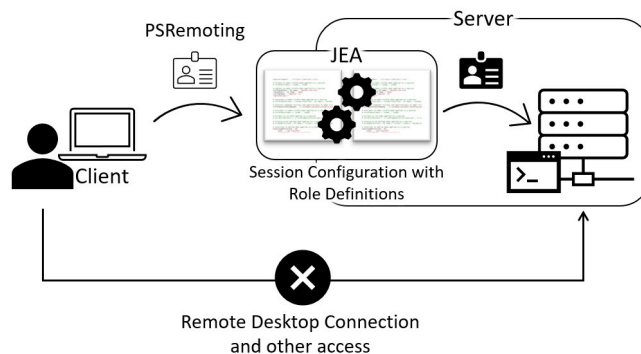 Server
PSRemoting
JEA
Client
Session Configuration with
Role Definitions
>_
Remote Desktop Connection
and other access